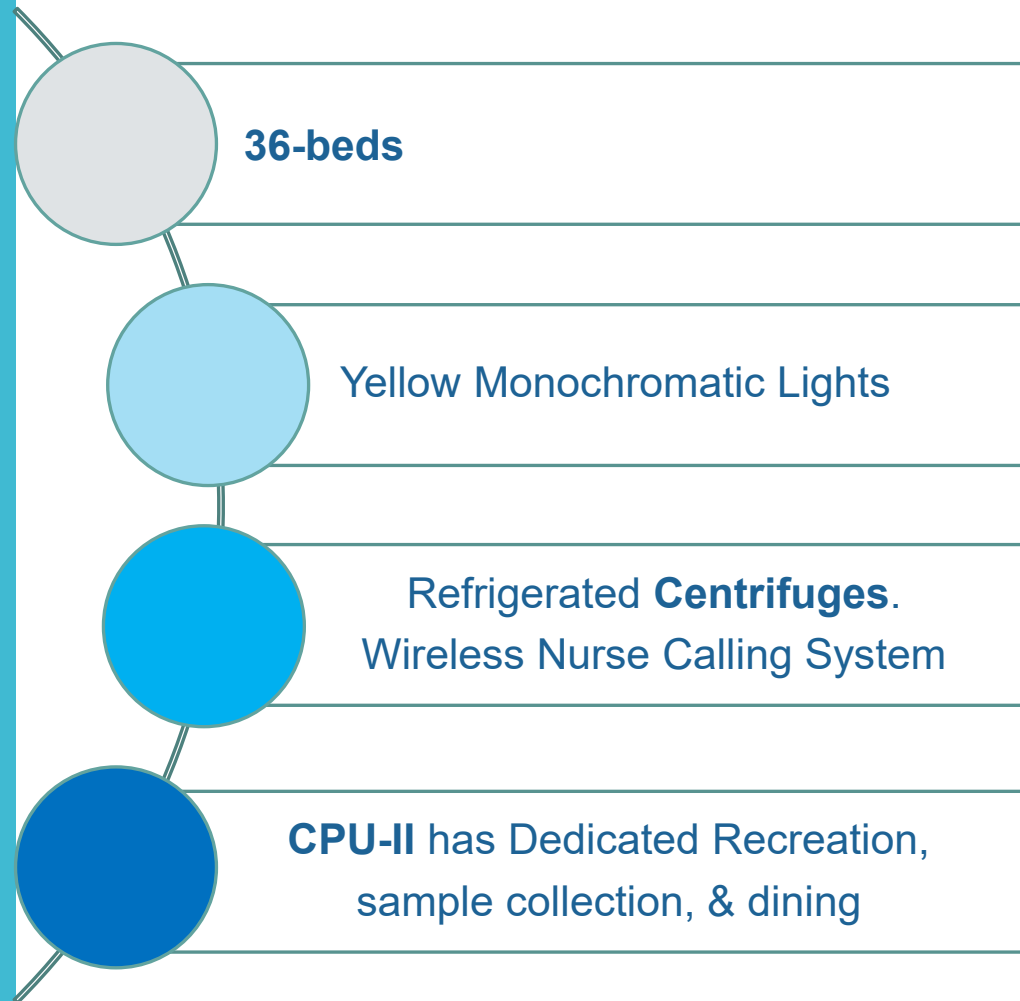 36-beds
Yellow Monochromatic Lights
Refrigerated Centrifuges.
Wireless Nurse Calling System
CPU-II has Dedicated Recreation,
sample collection, & dining